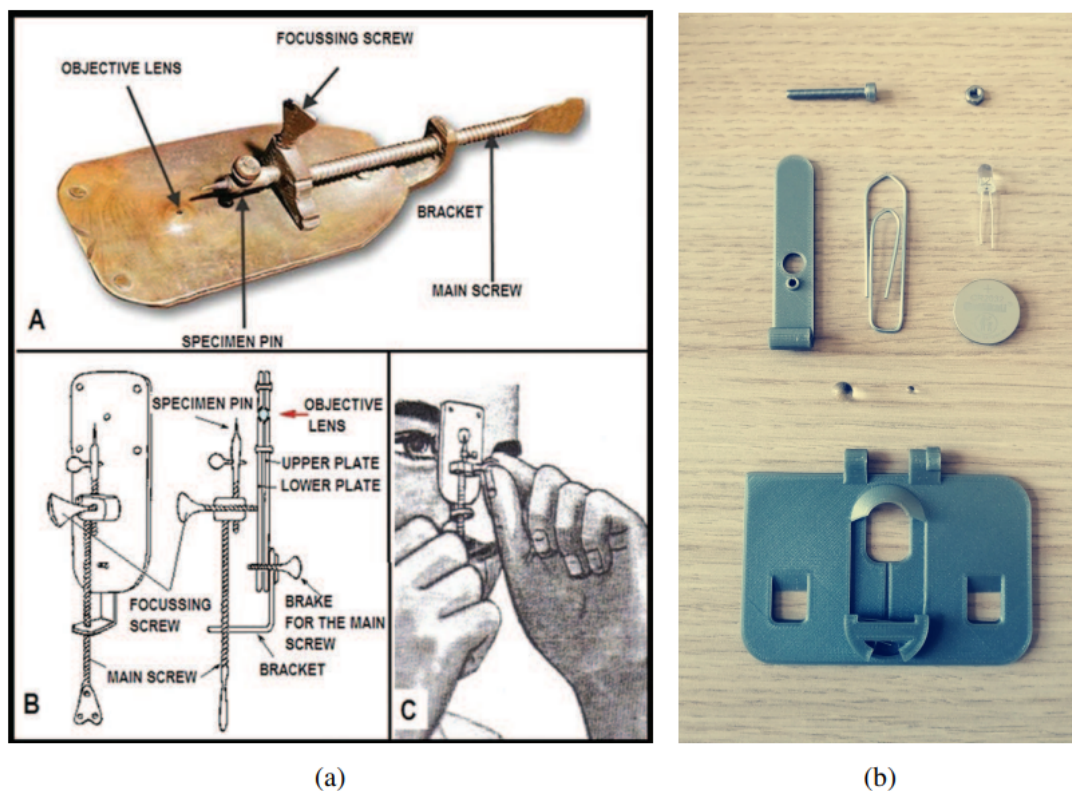 FOCUSSING SCREW
OBJECTIVE LENS
BRACKET
MAIN SCREW
A
SPECIMEN PIN
SPECIMEN PIN
OBJECTIVE
LENS
UPPER PLATE
LOWER PLATE
FOCUSSING
SCREW
BRAKE
FOR THE MAIN
SCREW
MAIN SCREW
BRACKET
B
C
(a)
(b)